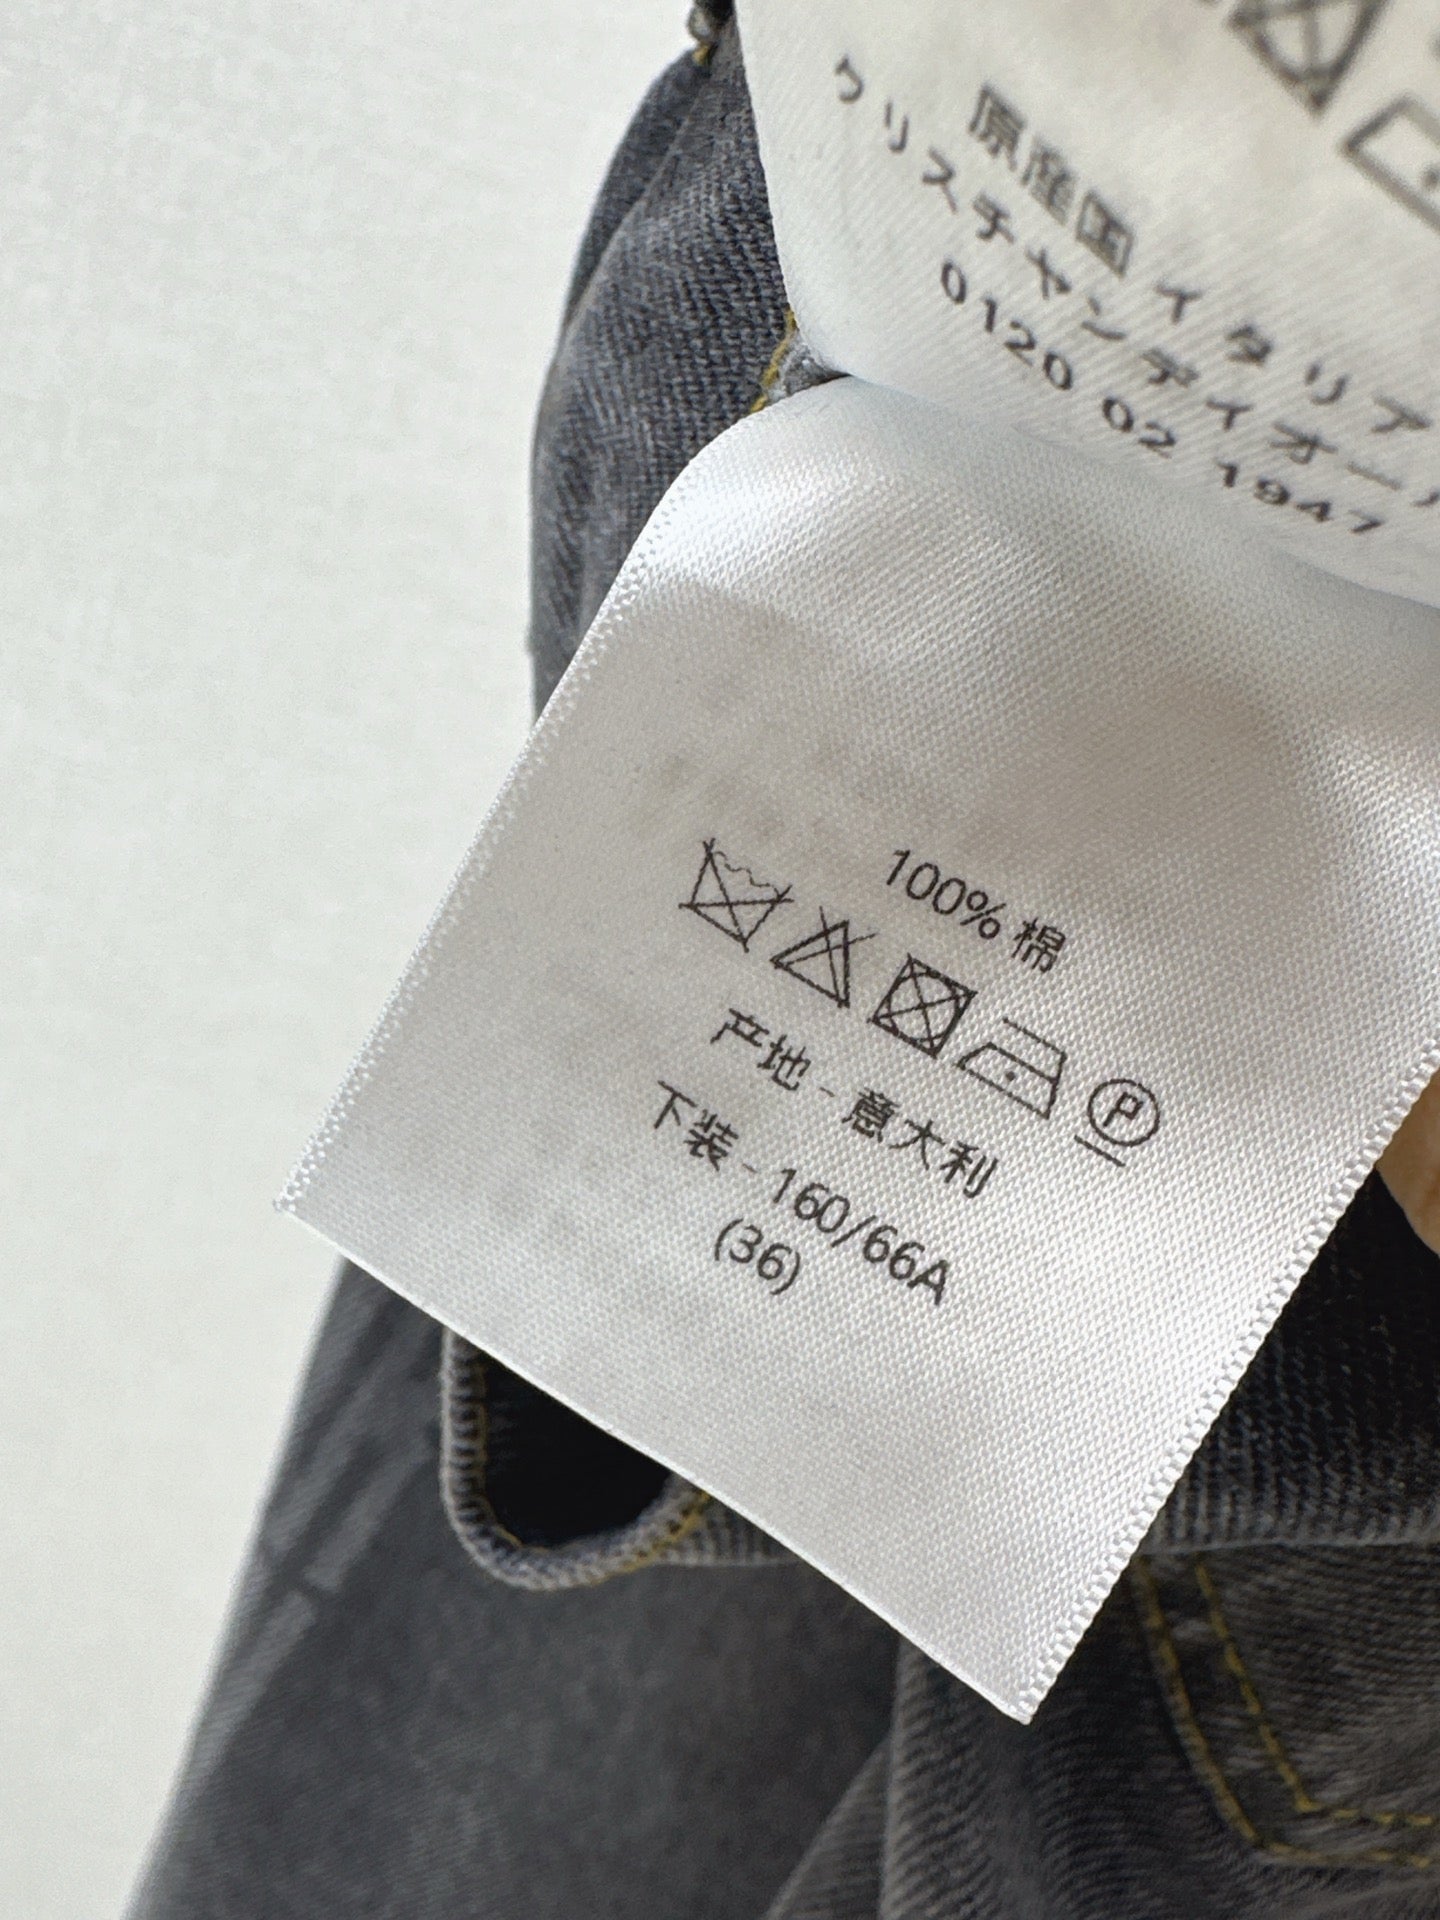 原産国 イタリア
クリスチャンディオー
0120 02 1947
100% 棉
P
产地 - 意大利
下装 - 160/66A
(36)